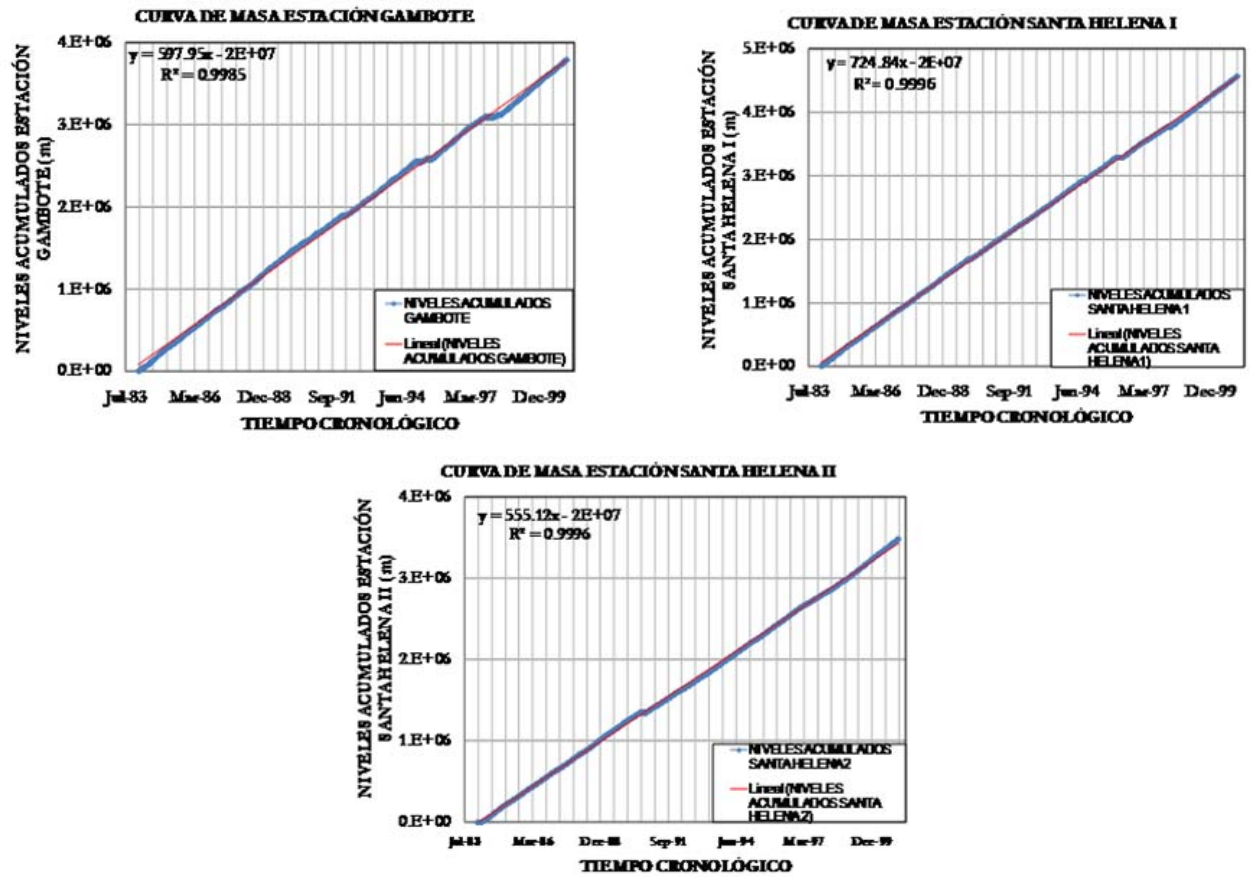 CURVA DE MASA ESTACIÓN GAMBOTE
NIVELES ACUMULADOS ESTACIÓN
GAMBOTE (m)
4.E+06
3.E+06
2.E+06
1.E+06
0.E+00
y = 597.95x - 2E+07
R² = 0.9985
NIVELES ACUMULADOS
GAMBOTE
Lineal (NIVELES
ACUMULADOS GAMBOTE)
Jul-83 Mar-86 Dec-88 Sep-91 Jun-94 Mar-97 Dec-99
TIEMPO CRONOLÓGICO
CURVA DE MASA ESTACIÓN SANTA HELENA I
NIVELES ACUMULADOS ESTACIÓN
SANTA HELENA I (m)
5.E+06
4.E+06
3.E+06
2.E+06
1.E+06
0.E+00
y = 724.84x - 2E+07
R² = 0.9996
NIVELES ACUMULADOS
SANTA HELENA 1
Lineal (NIVELES
ACUMULADOS SANTA
HELENA 1)
Jul-83 Mar-86 Dec-88 Sep-91 Jun-94 Mar-97 Dec-99
TIEMPO CRONOLÓGICO
CURVA DE MASA ESTACIÓN SANTA HELENA II
NIVELES ACUMULADOS ESTACIÓN
SANTA HELENA II (m)
4.E+06
3.E+06
2.E+06
1.E+06
0.E+00
y = 555.12x - 2E+07
R² = 0.9996
NIVELES ACUMULADOS
SANTA HELENA 2
Lineal (NIVELES
ACUMULADOS SANTA
HELENA 2)
Jul-83 Mar-86 Dec-88 Sep-91 Jun-94 Mar-97 Dec-99
TIEMPO CRONOLÓGICO